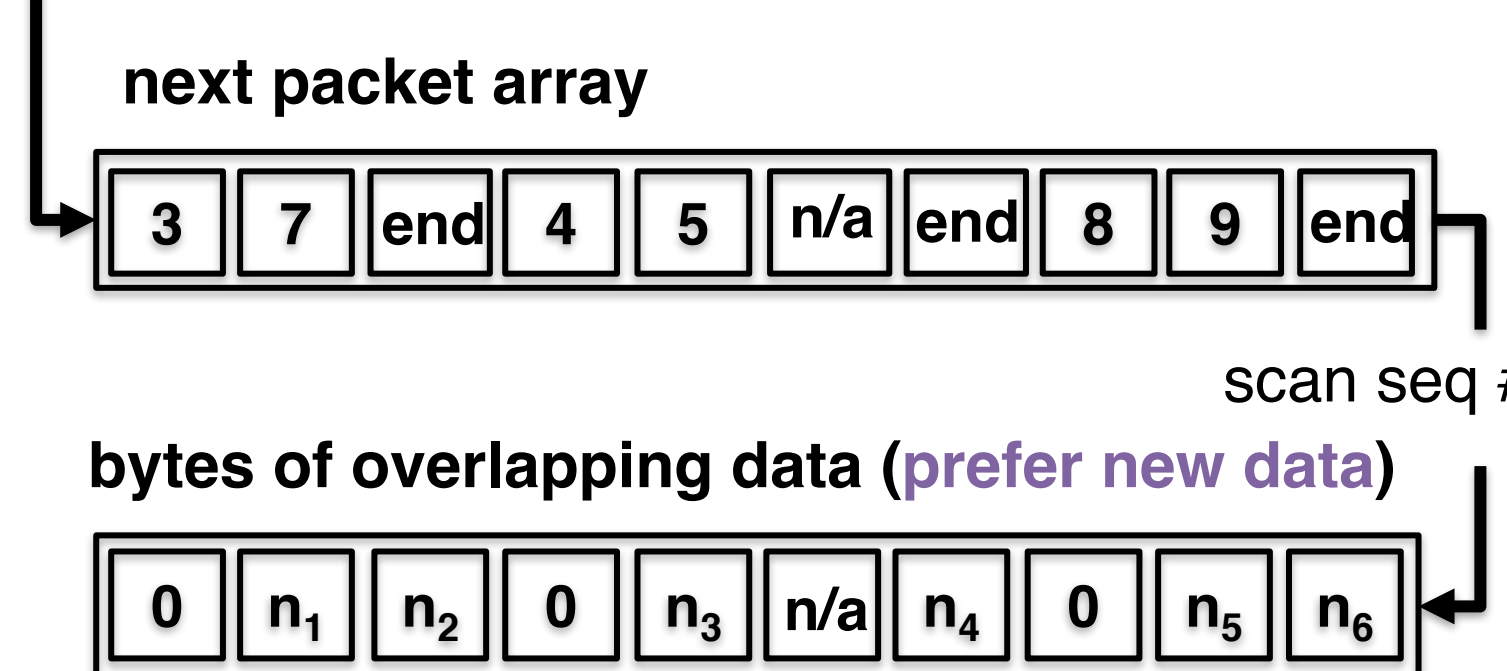 next packet array
3 7 end 4 5 n/a end 8 9 end
scan seq #
bytes of overlapping data (prefer new data)
0 n₁ n₂ 0 n₃ n/a n₄ 0 n₅ n₆